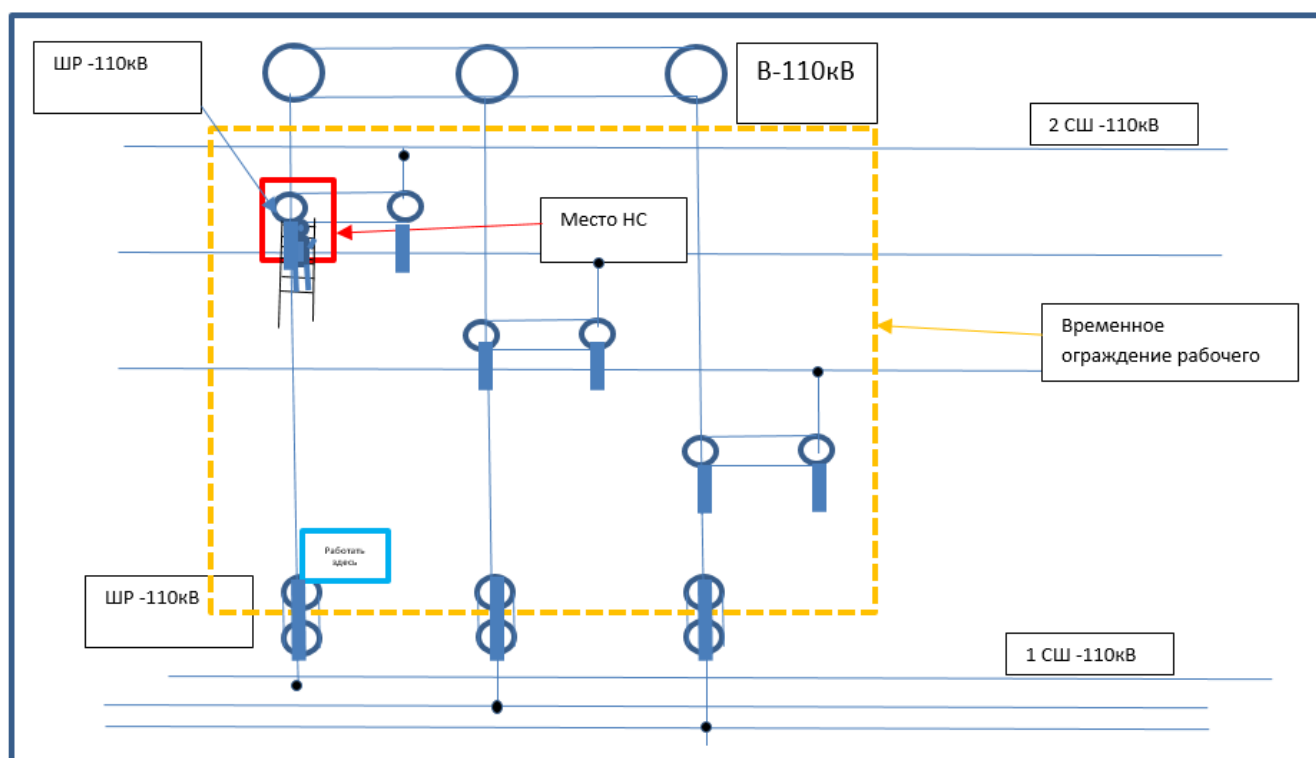 ШР -110кВ
В-110кВ
2 СШ -110кВ
Место НС
Временное
ограждение рабочего
Работать
здесь
ШР -110кВ
1 СШ -110кВ